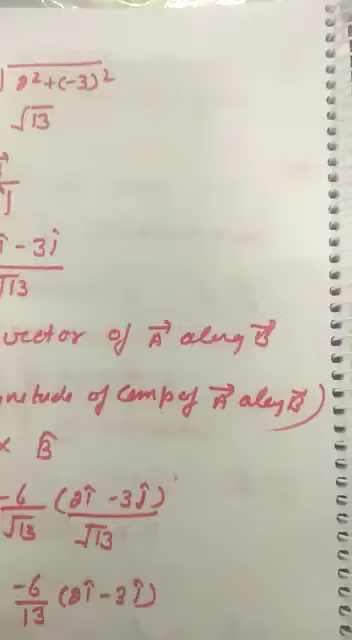 √2²+(-3)²
√13
î - 3ĵ
√13
vector of A⃗ along B⃗
nitude of Comp of A⃗ along B⃗)
× B̂
-6/√13 (2î - 3ĵ)/√13
-6/13 (2î - 3ĵ)